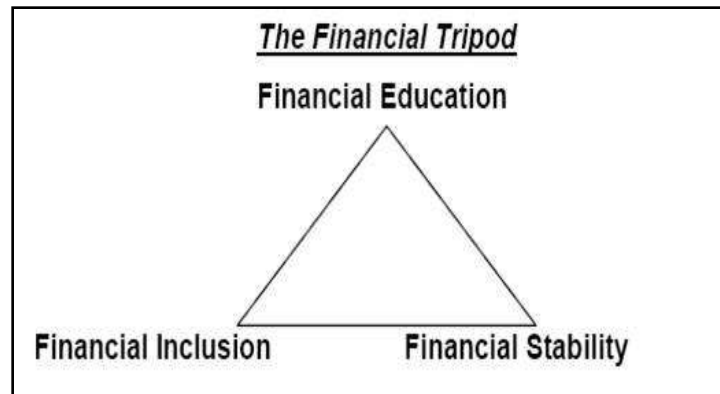 The Financial Tripod
Financial Education
Financial Inclusion Financial Stability